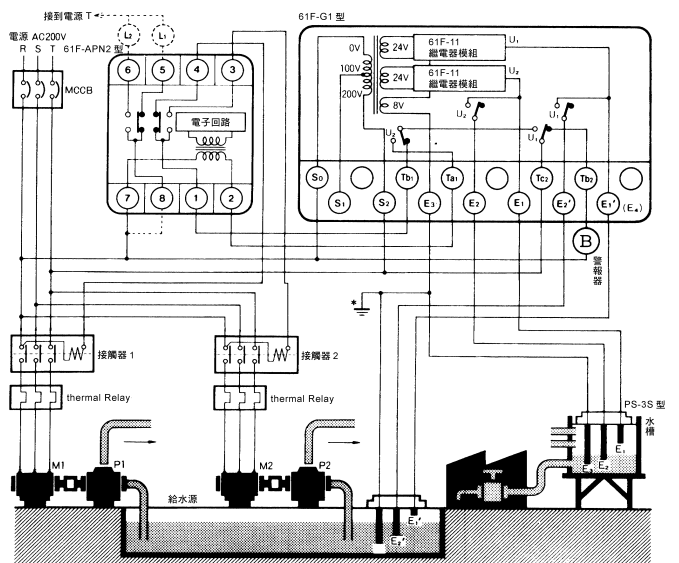 接到電源 T
L₂
L₁
電源 AC200V
61F-APN2 型
R S T
MCCB
6
5
4
3
電子回路
7
8
1
2
61F-G1 型
0V
100V
200V
24V
24V
8V
61F-11
繼電器模組
61F-11
繼電器模組
U₁
U₂
U₂
U₁
U₂
U₁
S₀
Tb₁
Ta₁
Tc₂
Tb₂
S₁
S₂
E₃
E₂
E₁
E₂'
E₁'
(E₄)
B
警報器
*
接觸器 1
接觸器 2
thermal Relay
thermal Relay
PS-3S 型
水槽
E₃
E₂
E₁
M1
P1
M2
P2
給水源
E₁'
E₂'